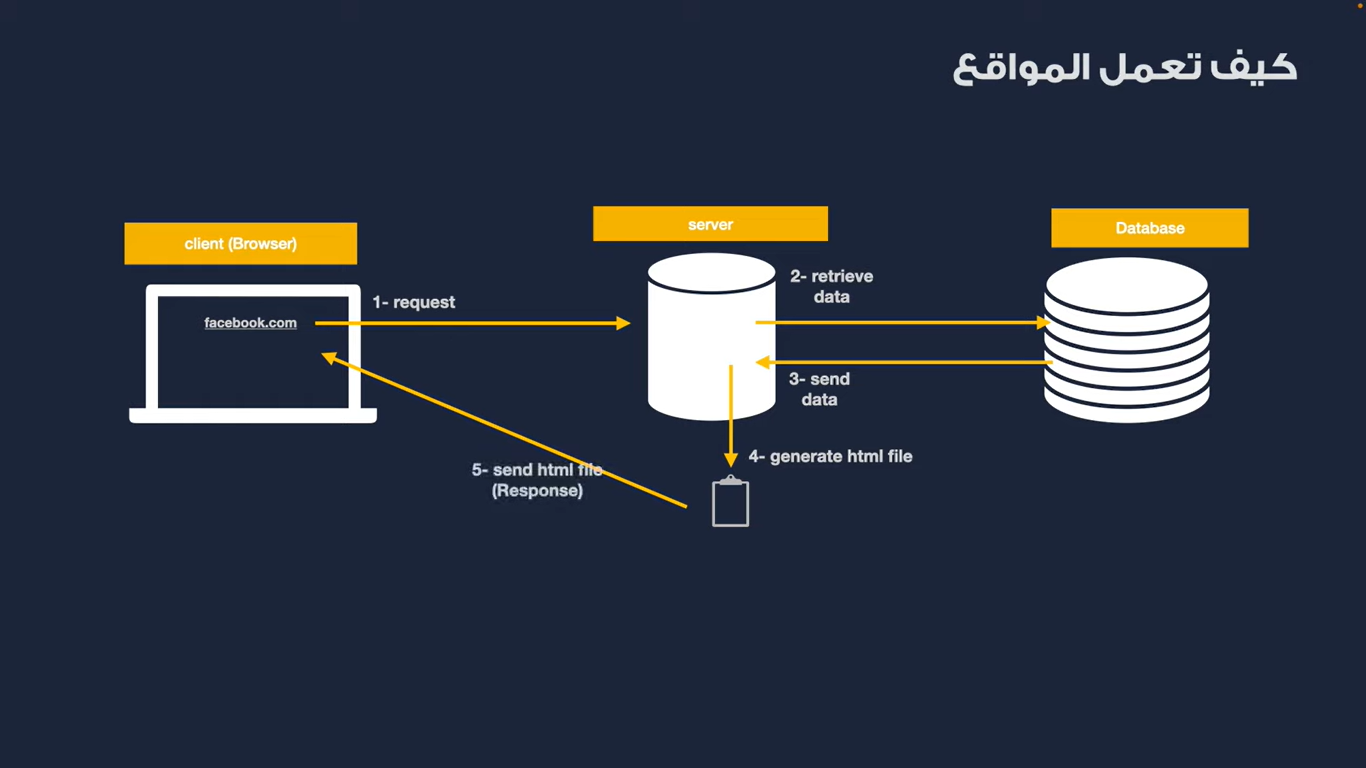 كيف تعمل المواقع
client (Browser)
server
Database
facebook.com
1- request
2- retrieve
data
3- send
data
4- generate html file
5- send html file
(Response)